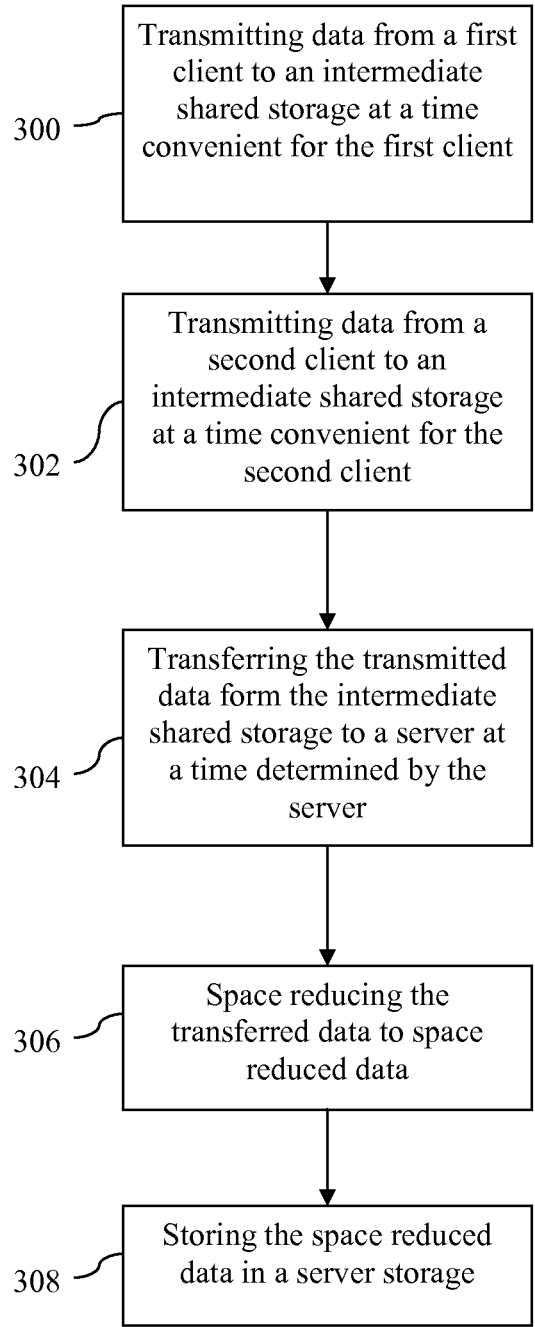 Transmitting data from a first
client to an intermediate
shared storage at a time
convenient for the first client
300
Transmitting data from a
second client to an
intermediate shared storage
at a time convenient for the
second client
302
Transferring the transmitted
data form the intermediate
shared storage to a server at
a time determined by the
server
304
Space reducing the
transferred data to space
reduced data
306
Storing the space reduced
data in a server storage
308